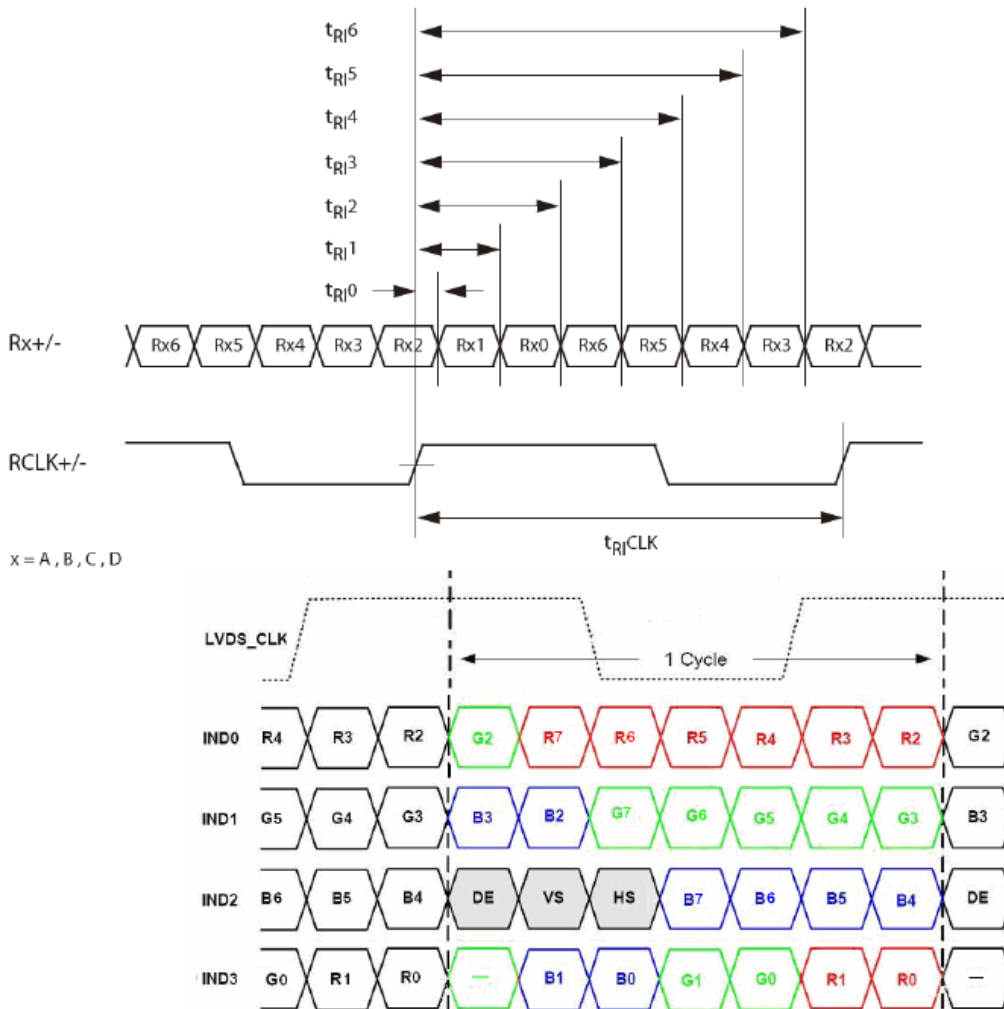 tRI6
tRI5
tRI4
tRI3
tRI2
tRI1
tRI0
Rx+/- Rx6 Rx5 Rx4 Rx3 Rx2 Rx1 Rx0 Rx6 Rx5 Rx4 Rx3 Rx2
RCLK+/-
tRICLK
x = A , B , C , D
LVDS_CLK
1 Cycle
IND0 R4 R3 R2 G2 R7 R6 R5 R4 R3 R2 G2
IND1 G5 G4 G3 B3 B2 G7 G6 G5 G4 G3 B3
IND2 B6 B5 B4 DE VS HS B7 B6 B5 B4 DE
IND3 G0 R1 R0 — B1 B0 G1 G0 R1 R0 —